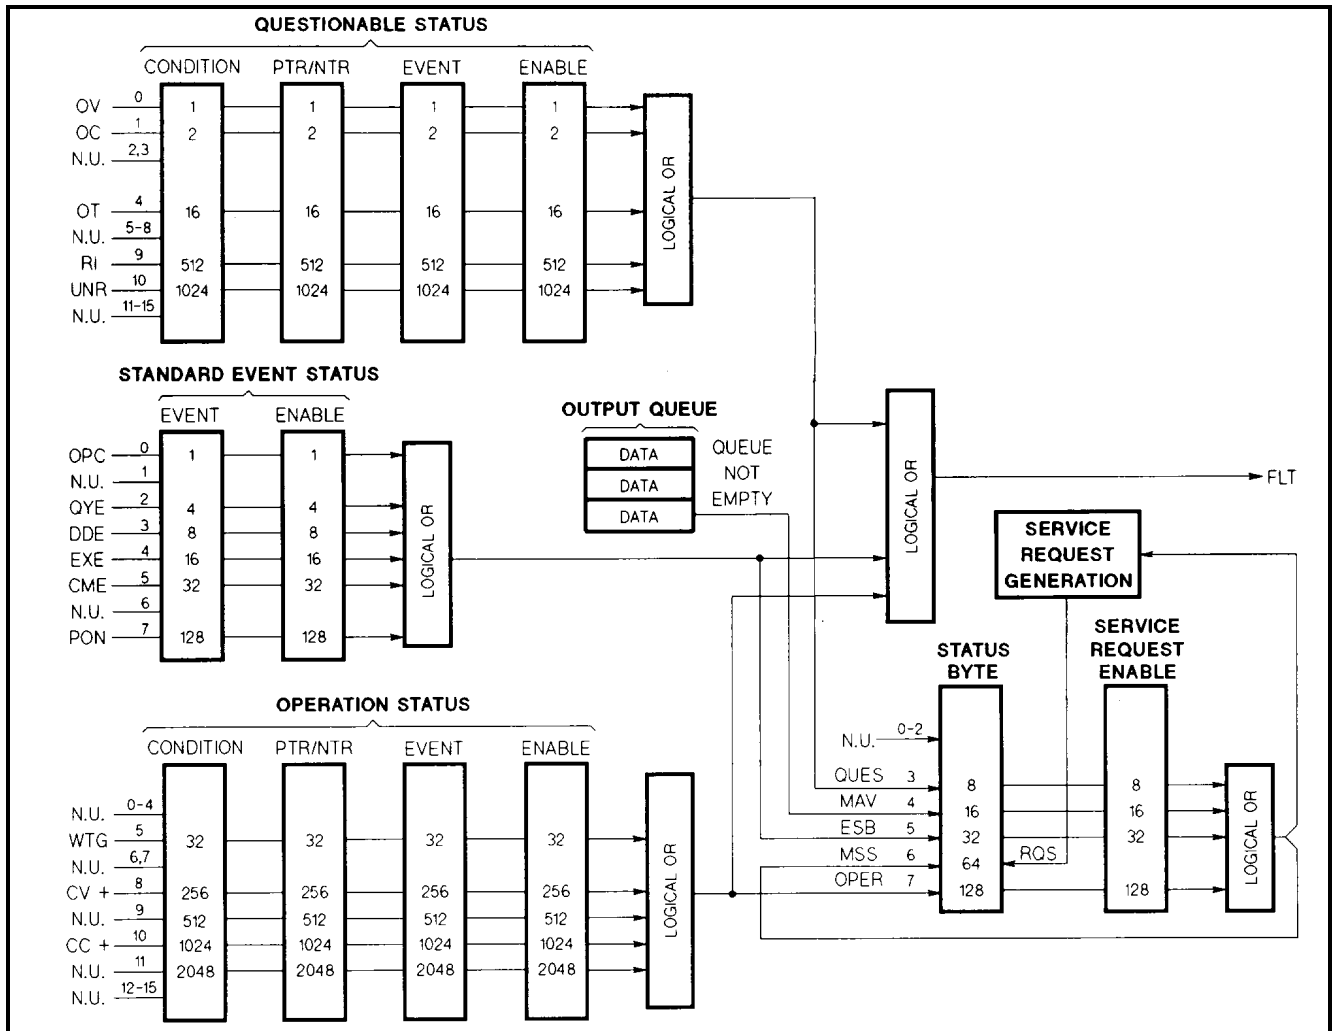 QUESTIONABLE STATUS
CONDITION PTR/NTR EVENT ENABLE
OV 0 1 1 1 1
OC 1 2 2 2 2
N.U. 2,3
OT 4 16 16 16 16
N.U. 5-8
RI 9 512 512 512 512
UNR 10 1024 1024 1024 1024
N.U. 11-15
LOGICAL OR
STANDARD EVENT STATUS
EVENT ENABLE
OPC 0 1 1
N.U. 1
QYE 2 4 4
DDE 3 8 8
EXE 4 16 16
CME 5 32 32
N.U. 6
PON 7 128 128
LOGICAL OR
OUTPUT QUEUE
DATA
DATA
DATA
QUEUE
NOT
EMPTY
LOGICAL OR
FLT
SERVICE
REQUEST
GENERATION
STATUS
BYTE
SERVICE
REQUEST
ENABLE
N.U. 0-2
QUES 3 8 8
MAV 4 16 16
ESB 5 32 32
MSS 6 64 RQS
OPER 7 128 128
LOGICAL OR
OPERATION STATUS
CONDITION PTR/NTR EVENT ENABLE
N.U. 0-4
WTG 5 32 32 32 32
N.U. 6,7
CV + 8 256 256 256 256
N.U. 9 512 512 512 512
CC + 10 1024 1024 1024 1024
N.U. 11 2048 2048 2048 2048
N.U. 12-15
LOGICAL OR